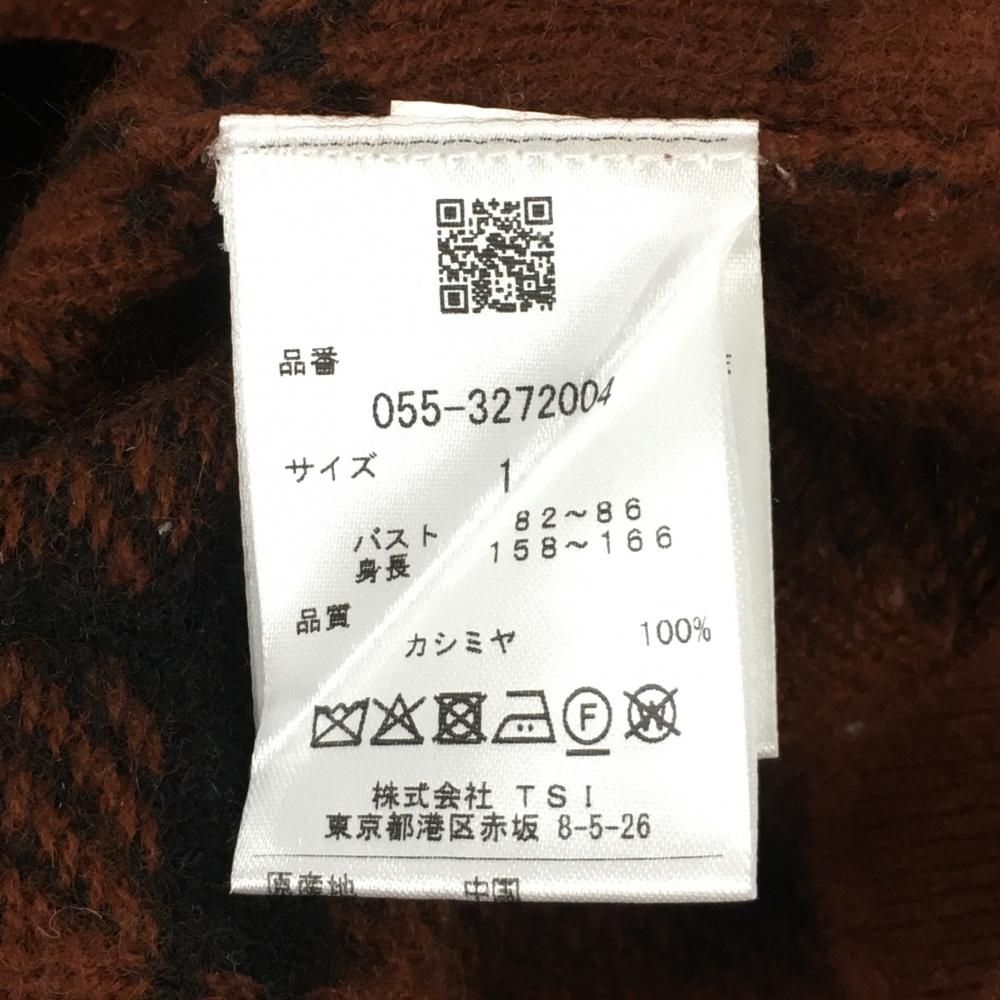 品番
055-3272004
サイズ 1
バスト 82～86
身長 158～166
品質
カシミヤ 100%
F
W
株式会社 TSI
東京都港区赤坂 8-5-26
原産地 中国